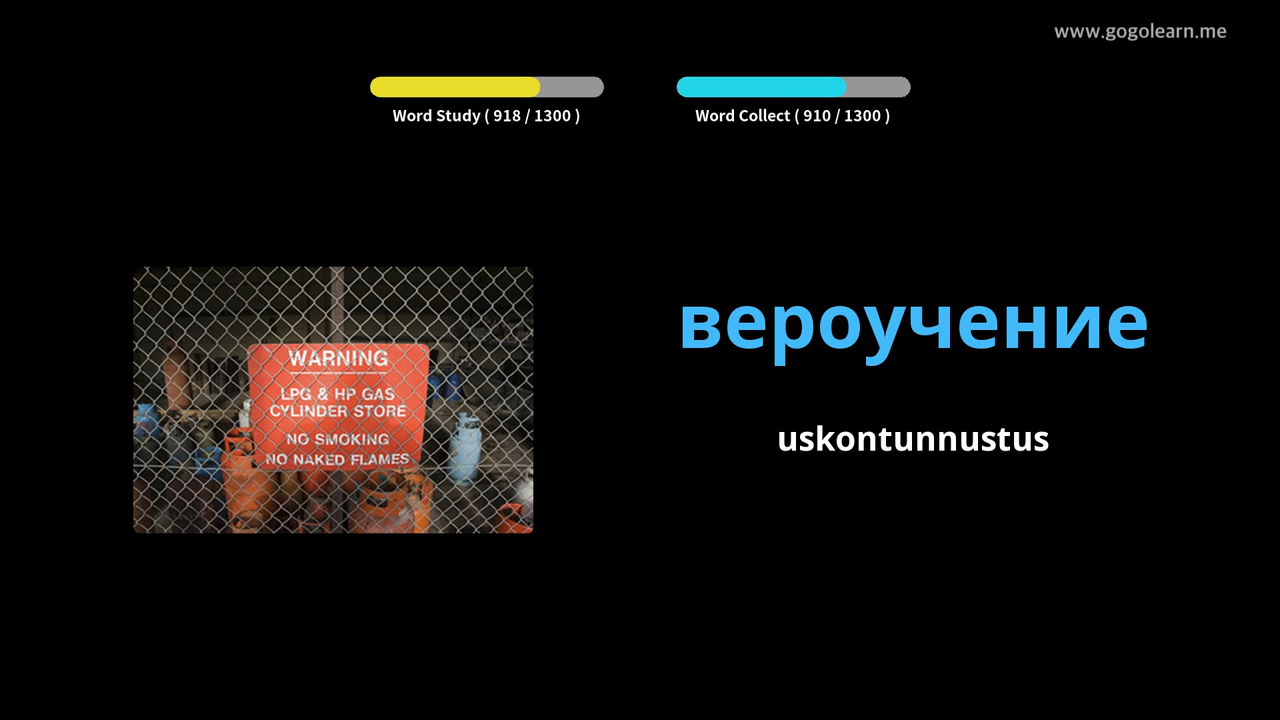 www.gogolearn.me
Word Study ( 918 / 1300 )
Word Collect ( 910 / 1300 )
WARNING
LPG & HP GAS
CYLINDER STORE
NO SMOKING
NO NAKED FLAMES
вероучение
uskontunnustus